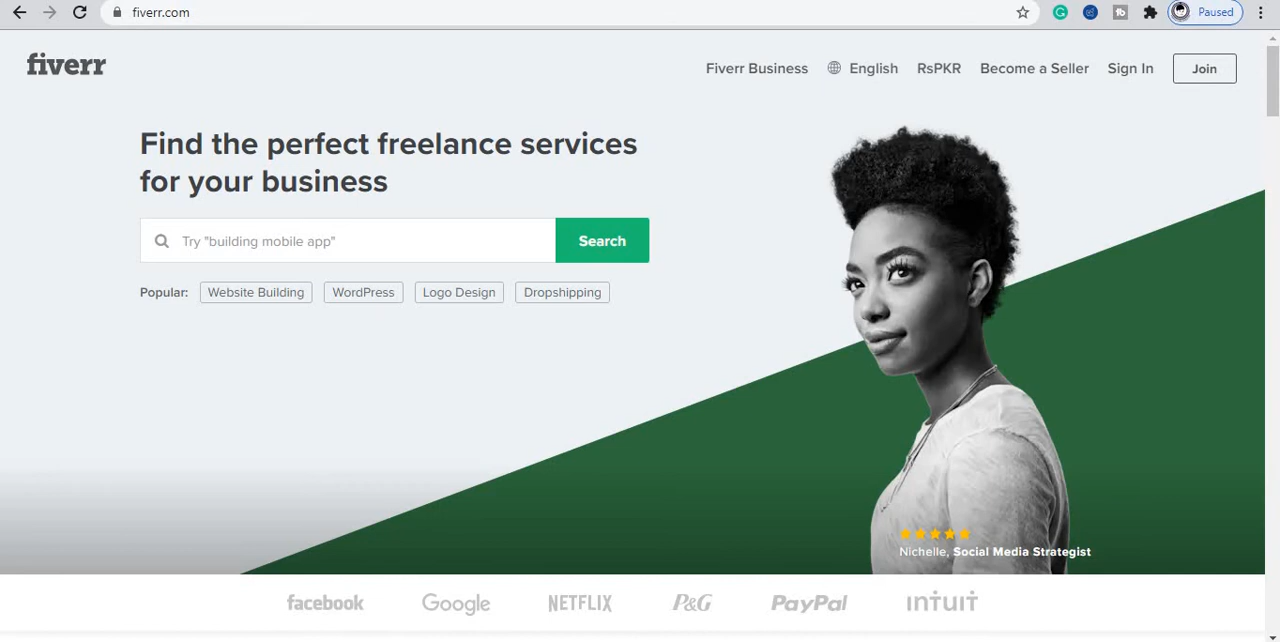 fiverr.com
Paused
fiverr
Fiverr Business English RsPKR Become a Seller Sign In Join
Find the perfect freelance services
for your business
Try "building mobile app" Search
Popular: Website Building WordPress Logo Design Dropshipping
Nichelle, Social Media Strategist
facebook Google NETFLIX P&G PayPal intuit